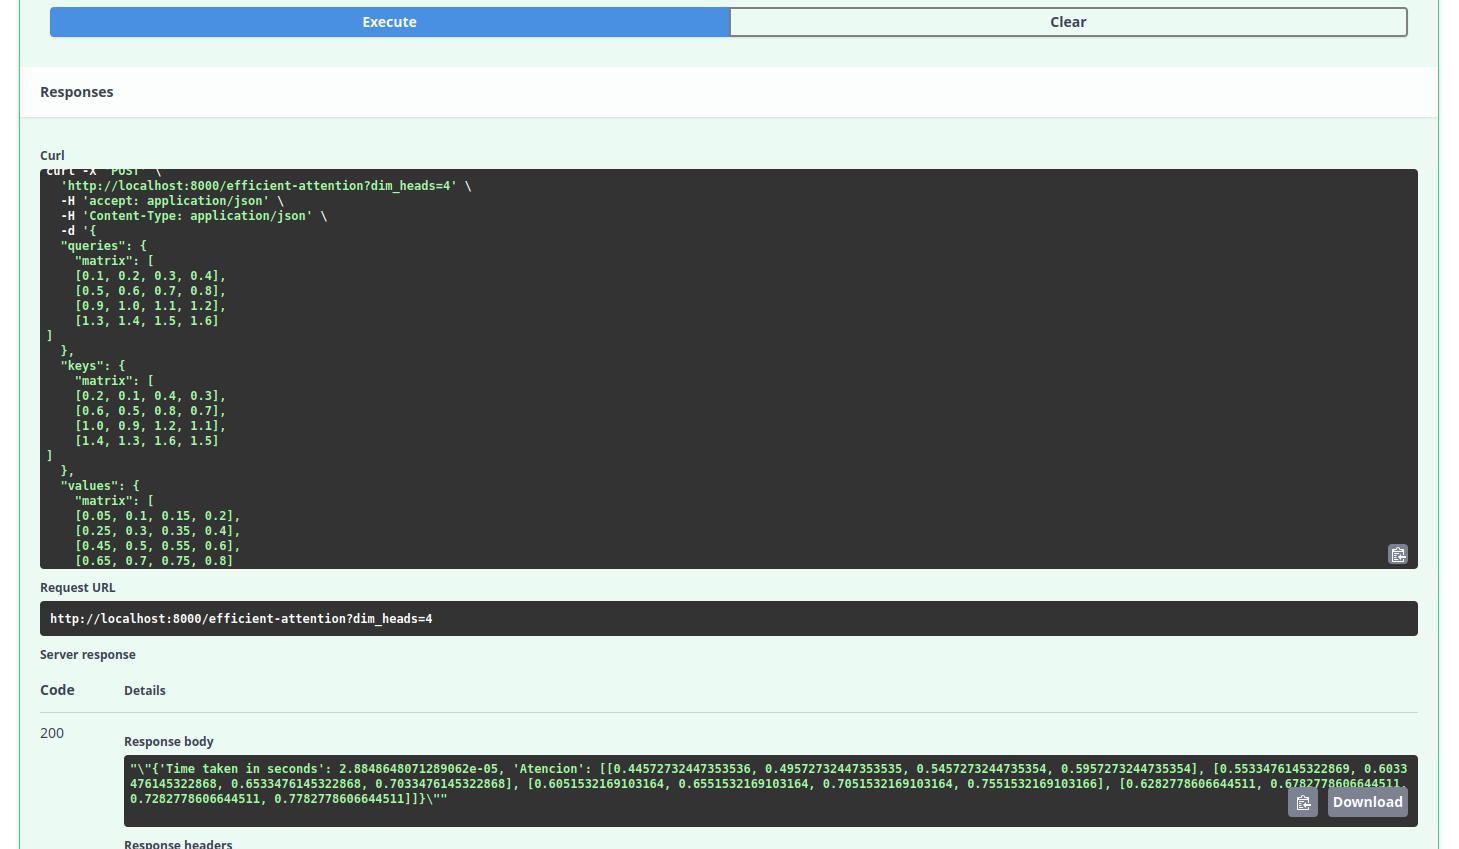 Execute
Clear
Responses
Curl
curl -X 'POST' \
'http://localhost:8000/efficient-attention?dim_heads=4' \
-H 'accept: application/json' \
-H 'Content-Type: application/json' \
-d '{
"queries": {
"matrix": [
[0.1, 0.2, 0.3, 0.4],
[0.5, 0.6, 0.7, 0.8],
[0.9, 1.0, 1.1, 1.2],
[1.3, 1.4, 1.5, 1.6]
]
},
"keys": {
"matrix": [
[0.2, 0.1, 0.4, 0.3],
[0.6, 0.5, 0.8, 0.7],
[1.0, 0.9, 1.2, 1.1],
[1.4, 1.3, 1.6, 1.5]
]
},
"values": {
"matrix": [
[0.05, 0.1, 0.15, 0.2],
[0.25, 0.3, 0.35, 0.4],
[0.45, 0.5, 0.55, 0.6],
[0.65, 0.7, 0.75, 0.8]
Request URL
http://localhost:8000/efficient-attention?dim_heads=4
Server response
Code
Details
200
Response body
"\"{'Time taken in seconds': 2.8848648071289062e-05, 'Atencion': [[0.44572732447353536, 0.49572732447353535, 0.5457273244735354, 0.5957273244735354], [0.5533476145322869, 0.6033
476145322868, 0.6533476145322868, 0.7033476145322868], [0.6051532169103164, 0.6551532169103164, 0.7051532169103164, 0.7551532169103166], [0.6282778606644511, 0.6782778606644511,
0.7282778606644511, 0.7782778606644511]]}\""
Download
Response headers